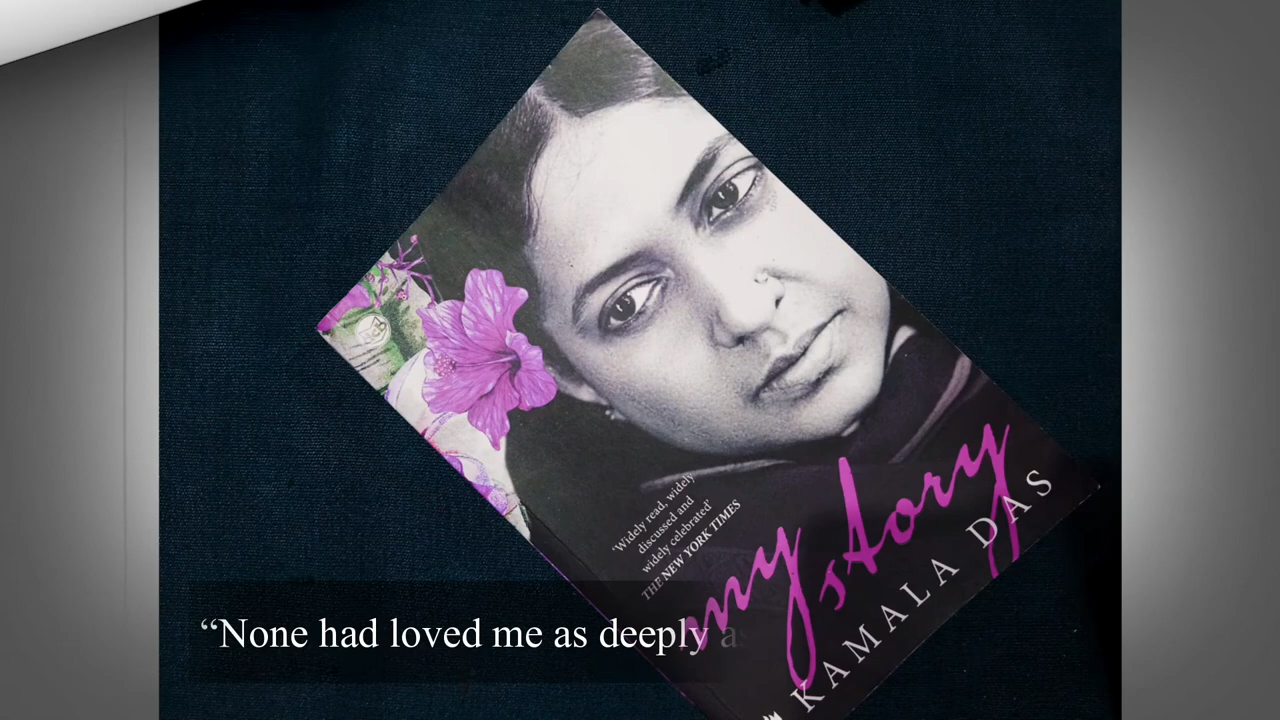 ‘Widely read, widely
discussed and
widely celebrated’
THE NEW YORK TIMES
my story
KAMALA DAS
“None had loved me as deeply